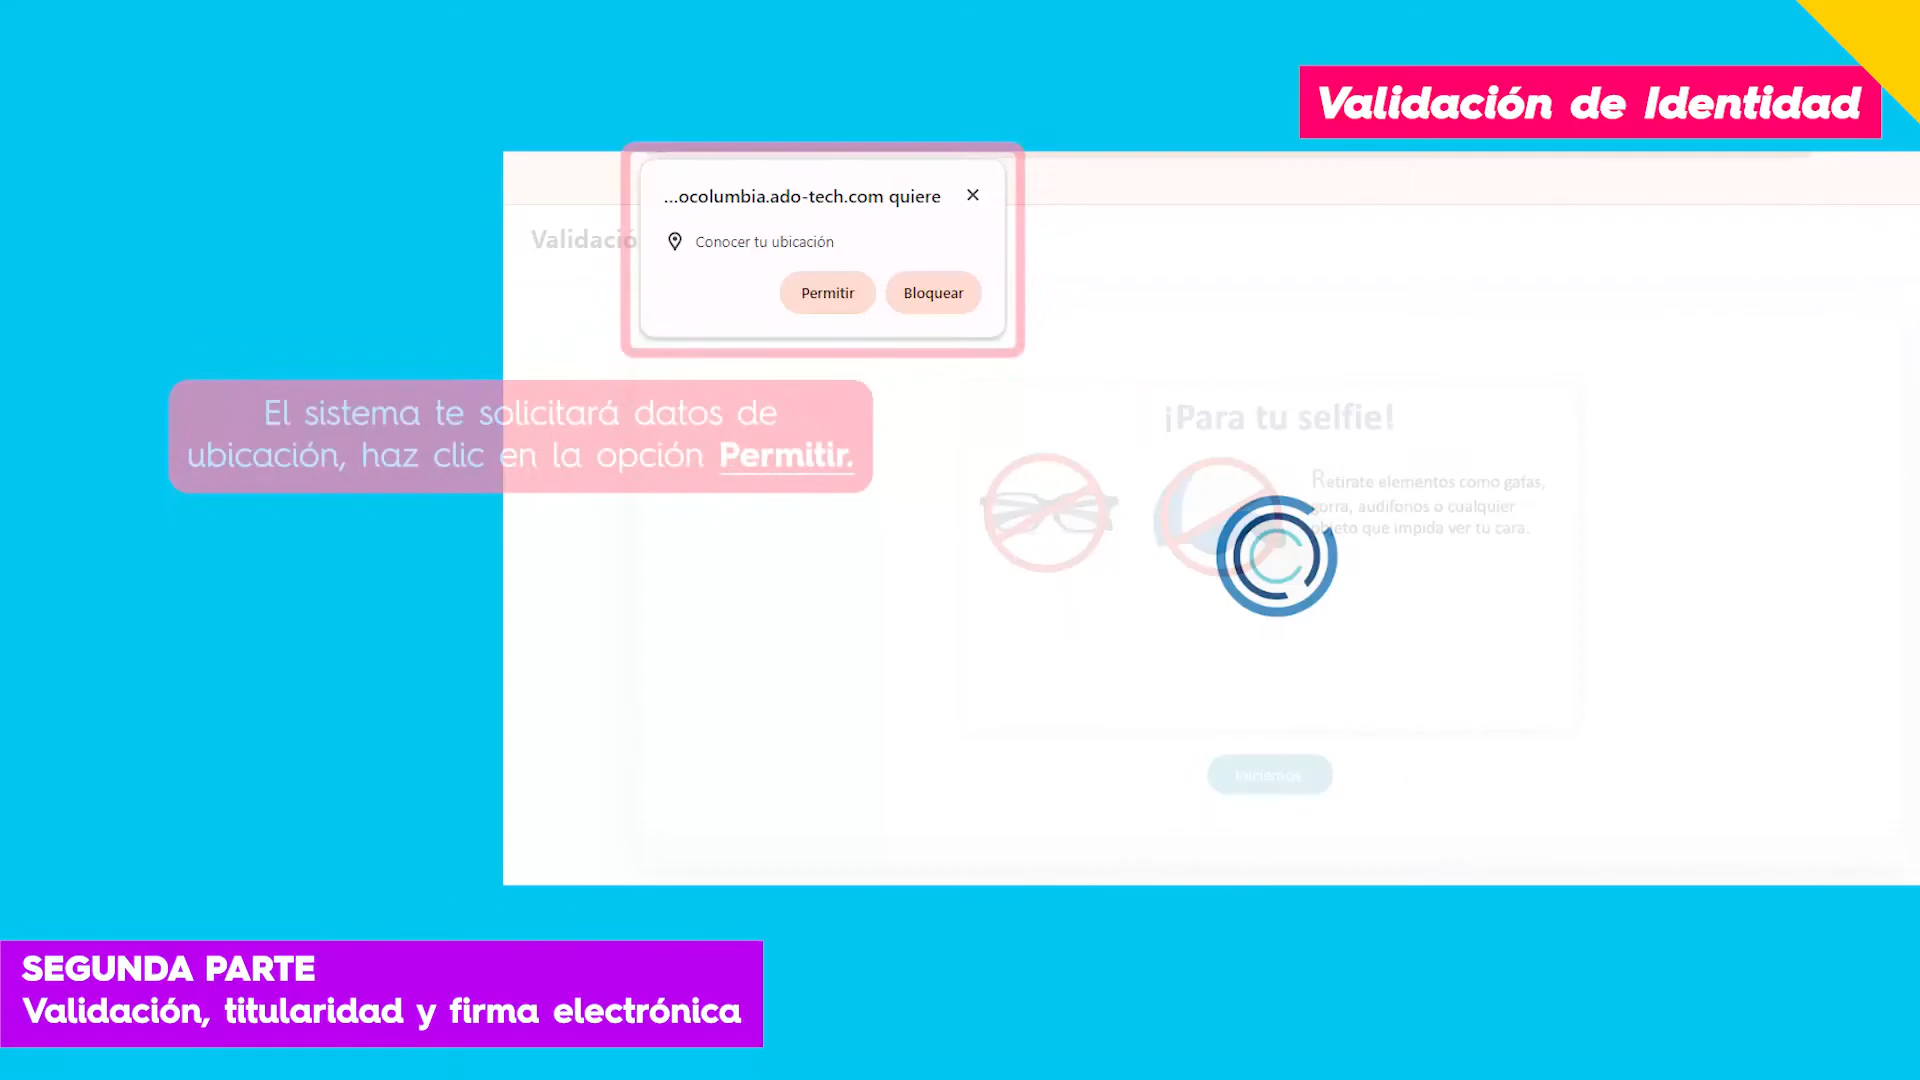 Validación de Identidad
...ocolumbia.ado-tech.com quiere
Conocer tu ubicación
Permitir Bloquear
Validació
El sistema te solicitará datos de
ubicación, haz clic en la opción Permitir.
¡Para tu selfie!
Retirate elementos como gafas,
gorra, audifonos o cualquier
objeto que impida ver tu cara.
SEGUNDA PARTE
Validación, titularidad y firma electrónica